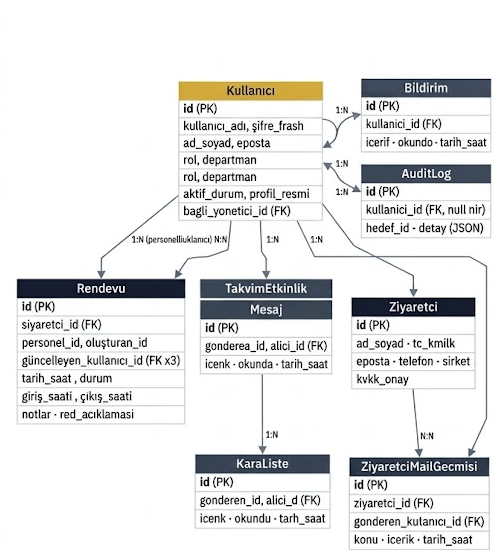 Kullanıcı
id (PK)
kullanıcı_adı, şifre_frash
ad_soyad, eposta
rol, departman
rol, departman
aktif_durum, profil_resmi
bagli_yonetici_id (FK)
1:N
Bildirim
id (PK)
kullanici_id (FK)
icerif - okundo - tarih_saat
1:N
AuditLog
id (PK)
kullanici_id (FK, null nir)
hedef_id - detay (JSON)
1:N (personelliuklanıcı) N:N
1:N
1:N
Rendevu
id (PK)
siyaretci_id (FK)
personel_id, oluşturan_id
güncelleyen_kullanıcı_id (FK x3)
tarih_saat , durum
giriş_saati , çıkış_saati
notlar · red_acıklaması
TakvimEtkinlik
Mesaj
id (PK)
gonderea_id, alici_id (FK)
icenk - okunda · tarih_saat
Ziyaretci
id (PK)
ad_soyad · tc_kmilk
eposta · telefon · sirket
kvkk_onay
1:N
N:N
KaraListe
id (PK)
gonderen_id, alici_d (FK)
icenk · okundu · tarh_saat
ZiyaretciMailGecmisi
id (PK)
ziyaretci_id (FK)
gonderen_kutanıcı_id (FK)
konu · icerik · tarih_saat